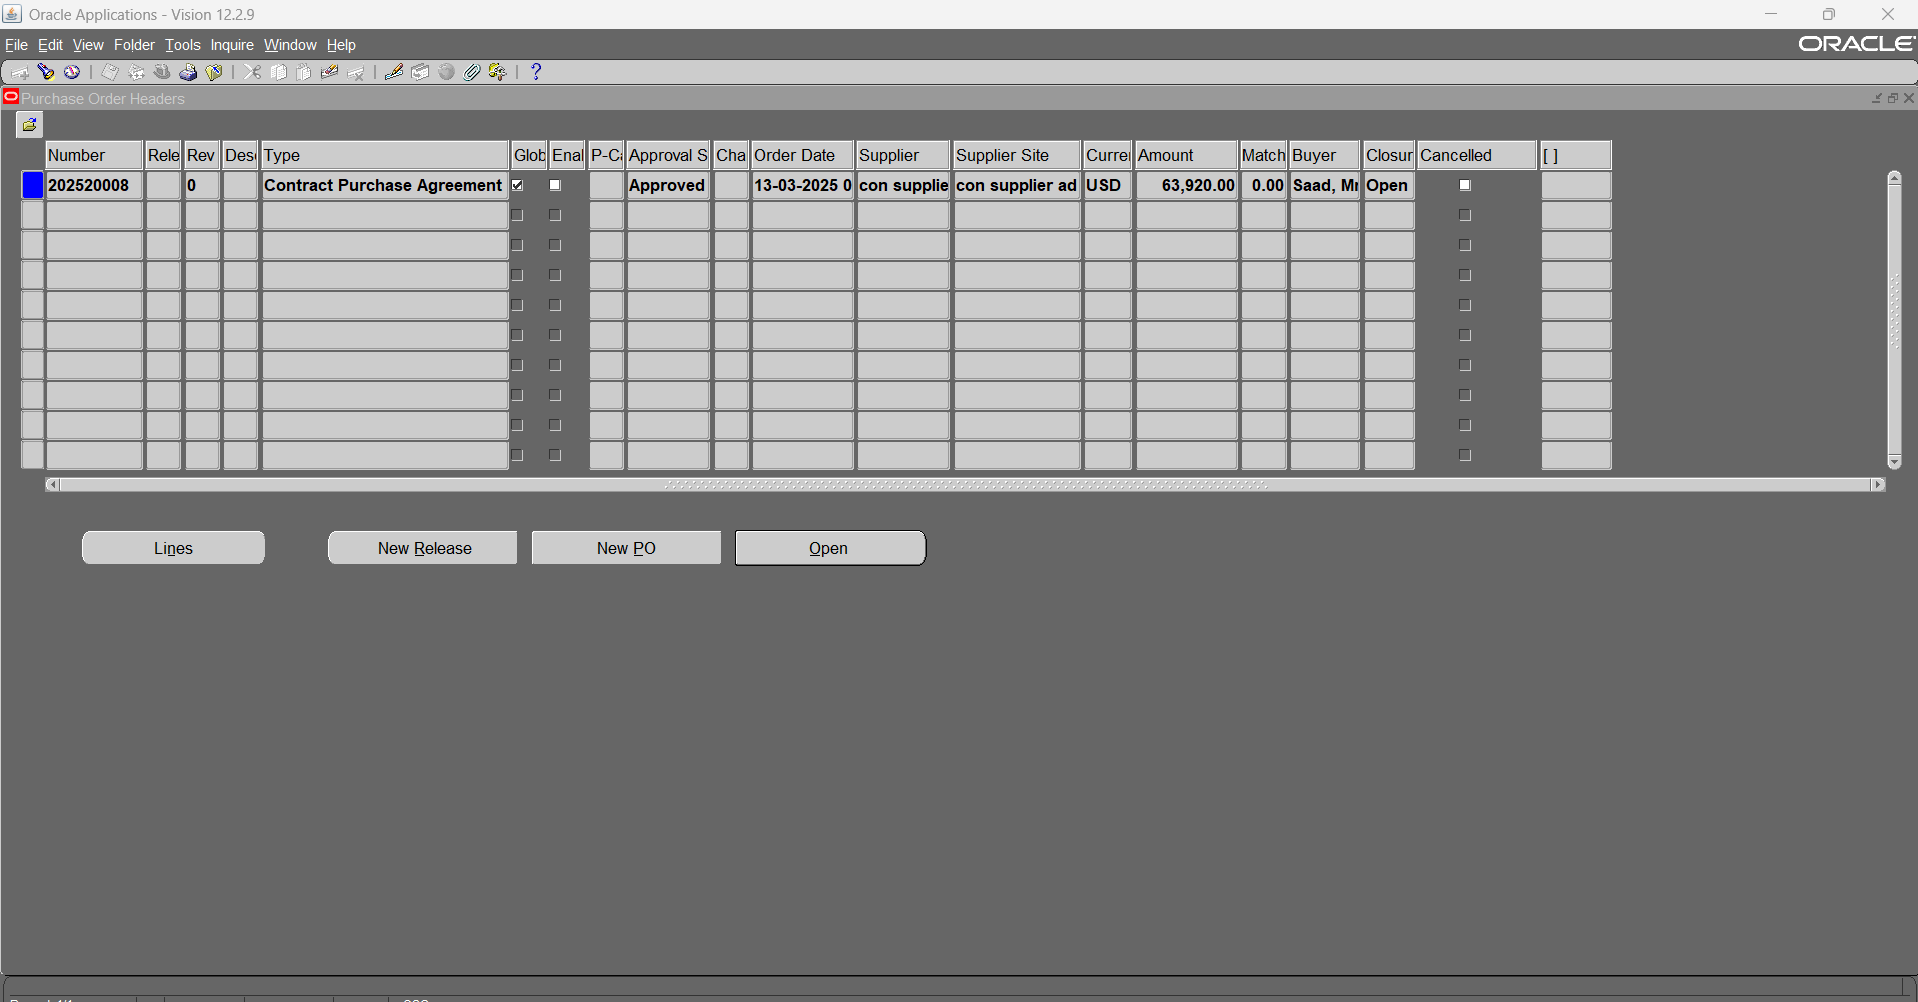 Oracle Applications - Vision 12.2.9
File Edit View Folder Tools Inquire Window Help
ORACLE
Purchase Order Headers
Number Rele Rev Des Type Glob Enal P-C Approval S Cha Order Date Supplier Supplier Site Curre Amount Match Buyer Closur Cancelled [ ]
202520008 0 Contract Purchase Agreement Approved 13-03-2025 0 con supplie con supplier ad USD 63,920.00 0.00 Saad, Mr Open
Lines New Release New PO Open